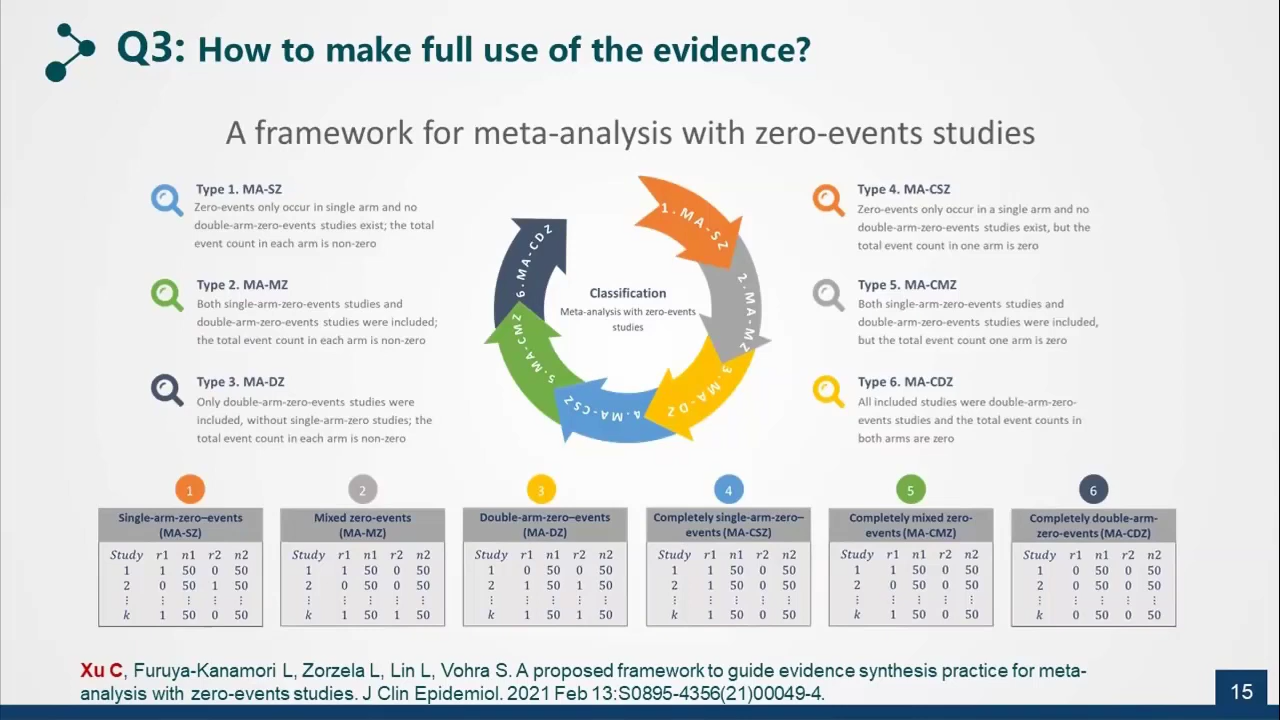 Q3: How to make full use of the evidence?
A framework for meta-analysis with zero-events studies
Type 1. MA-SZ
Zero-events only occur in single arm and no
double-arm-zero-events studies exist; the total
event count in each arm is non-zero
Type 2. MA-MZ
Both single-arm-zero-events studies and
double-arm-zero-events studies were included;
the total event count in each arm is non-zero
Type 3. MA-DZ
Only double-arm-zero-events studies were
included, without single-arm-zero studies; the
total event count in each arm is non-zero
1. MA-SZ
2. MA-MZ
3. MA-DZ
4. MA-CSZ
5. MA-CMZ
6. MA-CDZ
Classification
Meta-analysis with zero-events
studies
Type 4. MA-CSZ
Zero-events only occur in a single arm and no
double-arm-zero-events studies exist, but the
total event count in one arm is zero
Type 5. MA-CMZ
Both single-arm-zero-events studies and
double-arm-zero-events studies were included,
but the total event count one arm is zero
Type 6. MA-CDZ
All included studies were double-arm-zero-
events studies and the total event counts in
both arms are zero
1
Single-arm-zero–events
(MA-SZ)
Study r1 n1 r2 n2
1 1 50 0 50
2 0 50 1 50
⋮ ⋮ ⋮ ⋮ ⋮
k 1 50 0 50
2
Mixed zero-events
(MA-MZ)
Study r1 n1 r2 n2
1 1 50 0 50
2 0 50 0 50
⋮ ⋮ ⋮ ⋮ ⋮
k 1 50 1 50
3
Double-arm-zero–events
(MA-DZ)
Study r1 n1 r2 n2
1 0 50 0 50
2 0 50 0 50
⋮ ⋮ ⋮ ⋮ ⋮
k 1 50 1 50
4
Completely single-arm-zero–
events (MA-CSZ)
Study r1 n1 r2 n2
1 1 50 0 50
2 1 50 0 50
⋮ ⋮ ⋮ ⋮ ⋮
k 1 50 0 50
5
Completely mixed zero-
events (MA-CMZ)
Study r1 n1 r2 n2
1 1 50 0 50
2 0 50 0 50
⋮ ⋮ ⋮ ⋮ ⋮
k 1 50 0 50
6
Completely double-arm-
zero-events (MA-CDZ)
Study r1 n1 r2 n2
1 0 50 0 50
2 0 50 0 50
⋮ ⋮ ⋮ ⋮ ⋮
k 0 50 0 50
Xu C, Furuya-Kanamori L, Zorzela L, Lin L, Vohra S. A proposed framework to guide evidence synthesis practice for meta-
analysis with zero-events studies. J Clin Epidemiol. 2021 Feb 13:S0895-4356(21)00049-4.
15